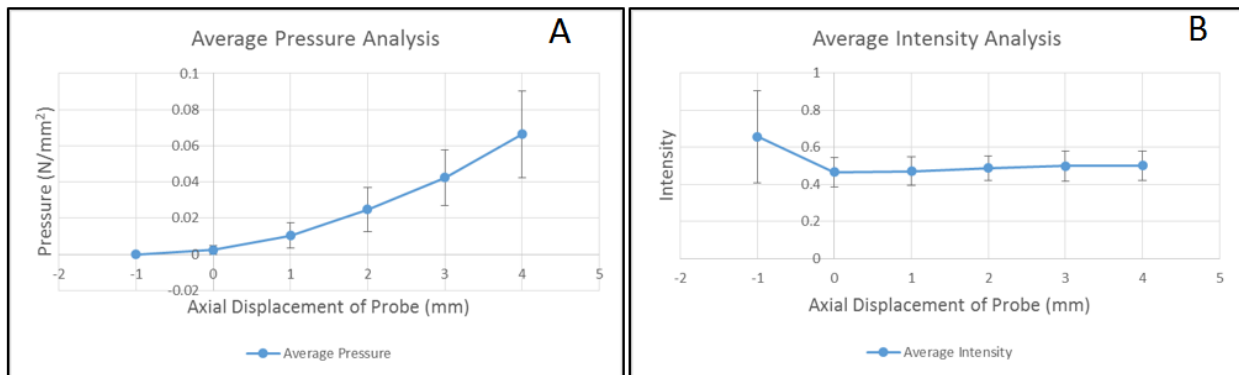 Average Pressure Analysis
A
Pressure (N/mm²)
0.1
0.08
0.06
0.04
0.02
0
-0.02
-2
-1
0
1
2
3
4
5
Axial Displacement of Probe (mm)
Average Pressure
Average Intensity Analysis
B
Intensity
1
0.8
0.6
0.4
0.2
0
-2
-1
0
1
2
3
4
5
Axial Displacement of Probe (mm)
Average Intensity